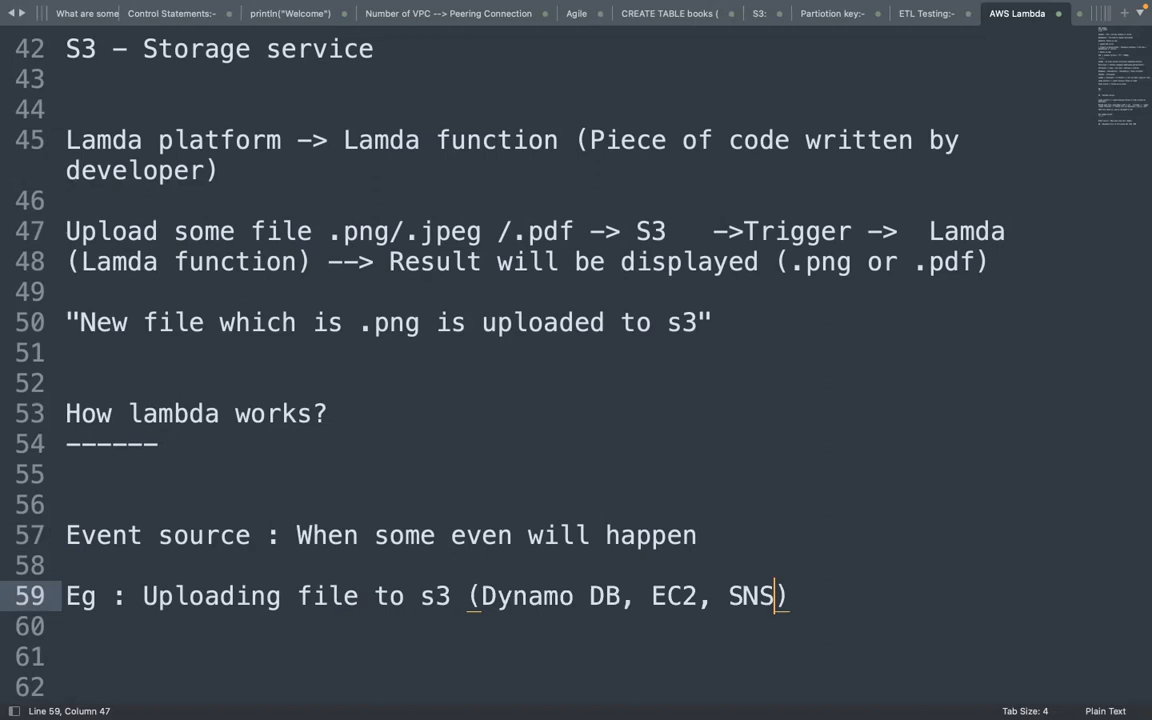 What are some
Control Statements:-
println("Welcome")
Number of VPC --> Peering Connection
Agile
CREATE TABLE books (
S3:
Partiotion key:-
ETL Testing:-
AWS Lambda
42 S3 - Storage service
43
44
45 Lamda platform -> Lamda function (Piece of code written by
developer)
46
47 Upload some file .png/.jpeg /.pdf -> S3 ->Trigger -> Lamda
48 (Lamda function) --> Result will be displayed (.png or .pdf)
49
50 "New file which is .png is uploaded to s3"
51
52
53 How lambda works?
54 ------
55
56
57 Event source : When some even will happen
58
59 Eg : Uploading file to s3 (Dynamo DB, EC2, SNS)
60
61
62
Line 59, Column 47
Tab Size: 4
Plain Text